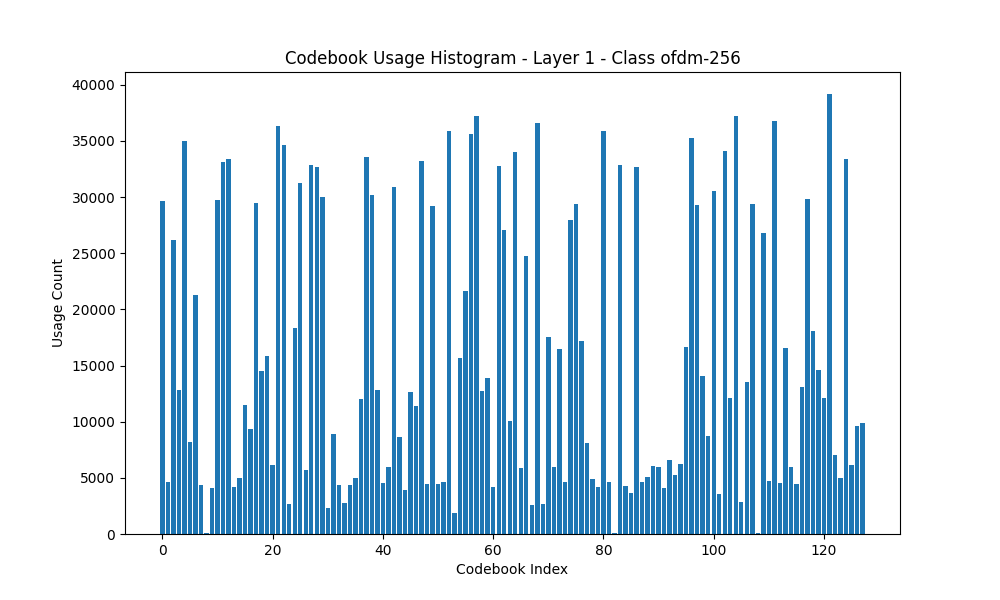 Codebook Usage Histogram - Layer 1 - Class ofdm-256
40000
35000
30000
25000
20000
15000
10000
5000
0
Usage Count
0 20 40 60 80 100 120
Codebook Index